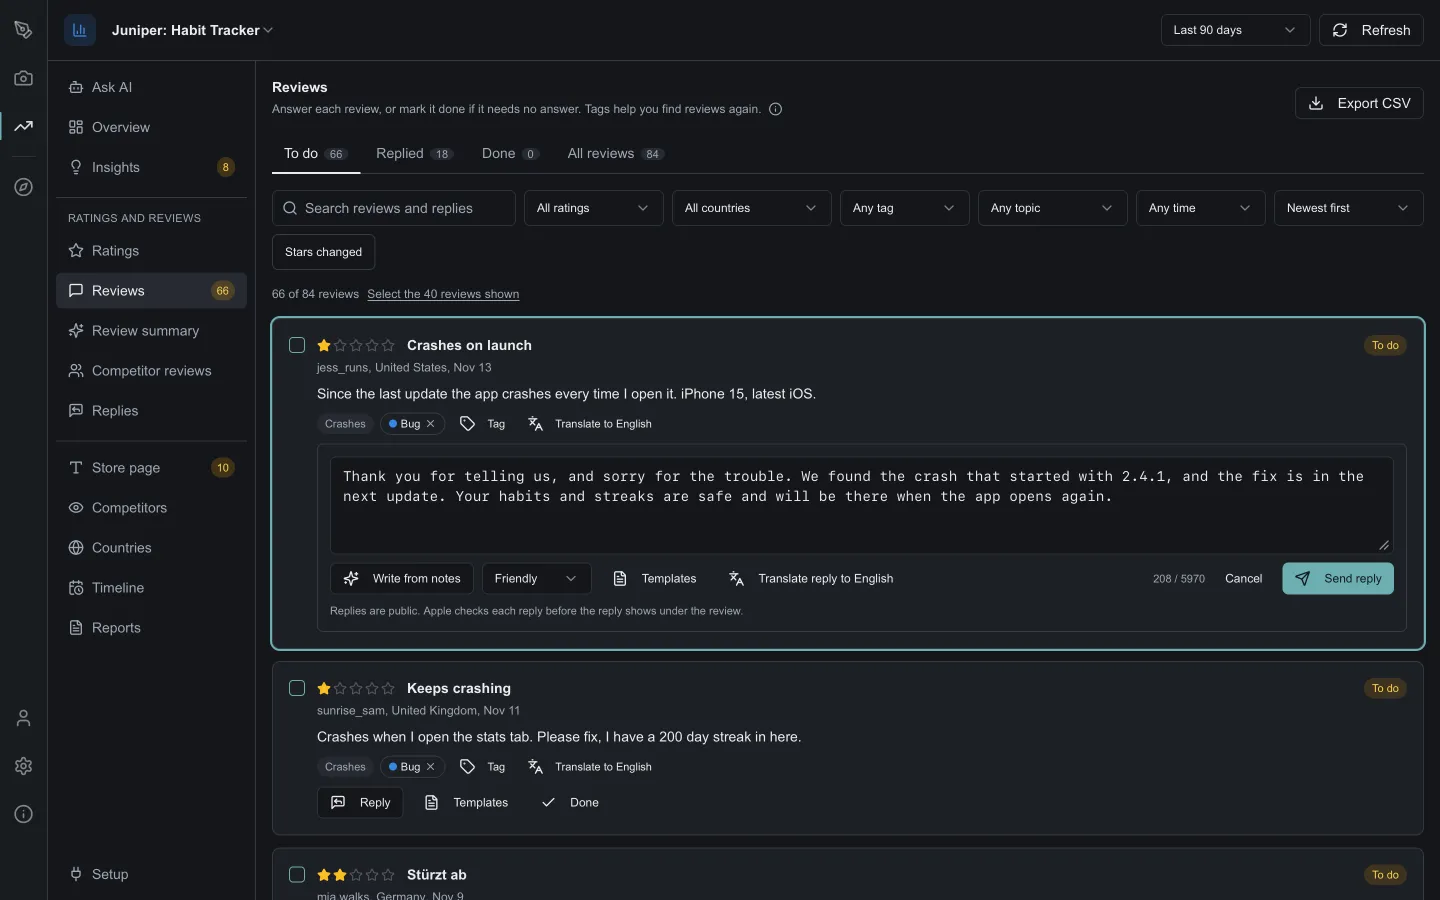 Juniper: Habit Tracker
Last 90 days
Refresh
Ask AI
Overview
Insights 8
RATINGS AND REVIEWS
Ratings
Reviews 66
Review summary
Competitor reviews
Replies
Store page 10
Competitors
Countries
Timeline
Reports
Setup
Reviews
Answer each review, or mark it done if it needs no answer. Tags help you find reviews again.
Export CSV
To do 66 Replied 18 Done 0 All reviews 84
Search reviews and replies All ratings All countries Any tag Any topic Any time Newest first
Stars changed
66 of 84 reviews Select the 40 reviews shown
Crashes on launch To do
jess_runs, United States, Nov 13
Since the last update the app crashes every time I open it. iPhone 15, latest iOS.
Crashes Bug Tag Translate to English
Thank you for telling us, and sorry for the trouble. We found the crash that started with 2.4.1, and the fix is in the
next update. Your habits and streaks are safe and will be there when the app opens again.
Write from notes Friendly Templates Translate reply to English 208 / 5970 Cancel Send reply
Replies are public. Apple checks each reply before the reply shows under the review.
Keeps crashing To do
sunrise_sam, United Kingdom, Nov 11
Crashes when I open the stats tab. Please fix, I have a 200 day streak in here.
Crashes Bug Tag Translate to English
Reply Templates Done
Stürzt ab To do
mia walks, Germany, Nov 9